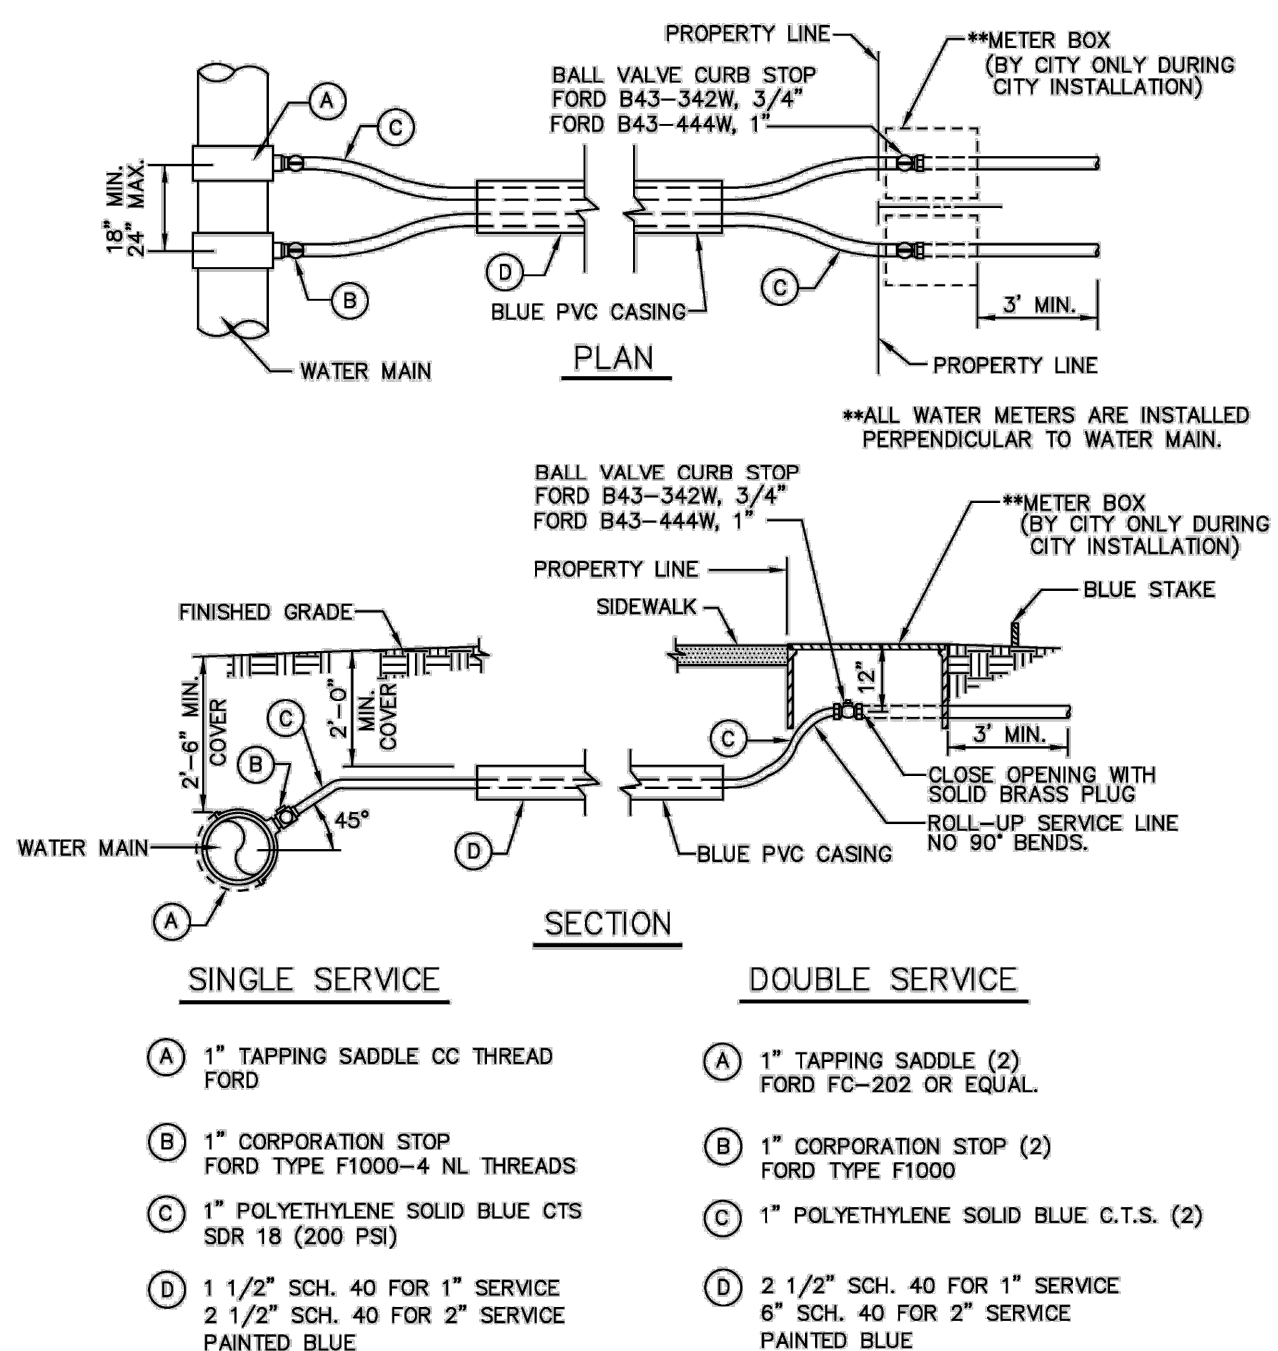 PROPERTY LINE
**METER BOX
(BY CITY ONLY DURING
CITY INSTALLATION)
BALL VALVE CURB STOP
FORD B43-342W, 3/4"
FORD B43-444W, 1"
A
C
18" MIN.
24" MAX.
B
D
C
BLUE PVC CASING
3' MIN.
WATER MAIN
PLAN
PROPERTY LINE
**ALL WATER METERS ARE INSTALLED
PERPENDICULAR TO WATER MAIN.
BALL VALVE CURB STOP
FORD B43-342W, 3/4"
FORD B43-444W, 1"
**METER BOX
(BY CITY ONLY DURING
CITY INSTALLATION)
PROPERTY LINE
BLUE STAKE
SIDEWALK
FINISHED GRADE
2'-6" MIN.
COVER
2'-0"
MIN.
COVER
12"
C
B
C
3' MIN.
CLOSE OPENING WITH
SOLID BRASS PLUG
45°
ROLL-UP SERVICE LINE
NO 90° BENDS.
WATER MAIN
D
BLUE PVC CASING
A
SECTION
SINGLE SERVICE
A 1" TAPPING SADDLE CC THREAD
FORD
B 1" CORPORATION STOP
FORD TYPE F1000-4 NL THREADS
C 1" POLYETHYLENE SOLID BLUE CTS
SDR 18 (200 PSI)
D 1 1/2" SCH. 40 FOR 1" SERVICE
2 1/2" SCH. 40 FOR 2" SERVICE
PAINTED BLUE
DOUBLE SERVICE
A 1" TAPPING SADDLE (2)
FORD FC-202 OR EQUAL.
B 1" CORPORATION STOP (2)
FORD TYPE F1000
C 1" POLYETHYLENE SOLID BLUE C.T.S. (2)
D 2 1/2" SCH. 40 FOR 1" SERVICE
6" SCH. 40 FOR 2" SERVICE
PAINTED BLUE